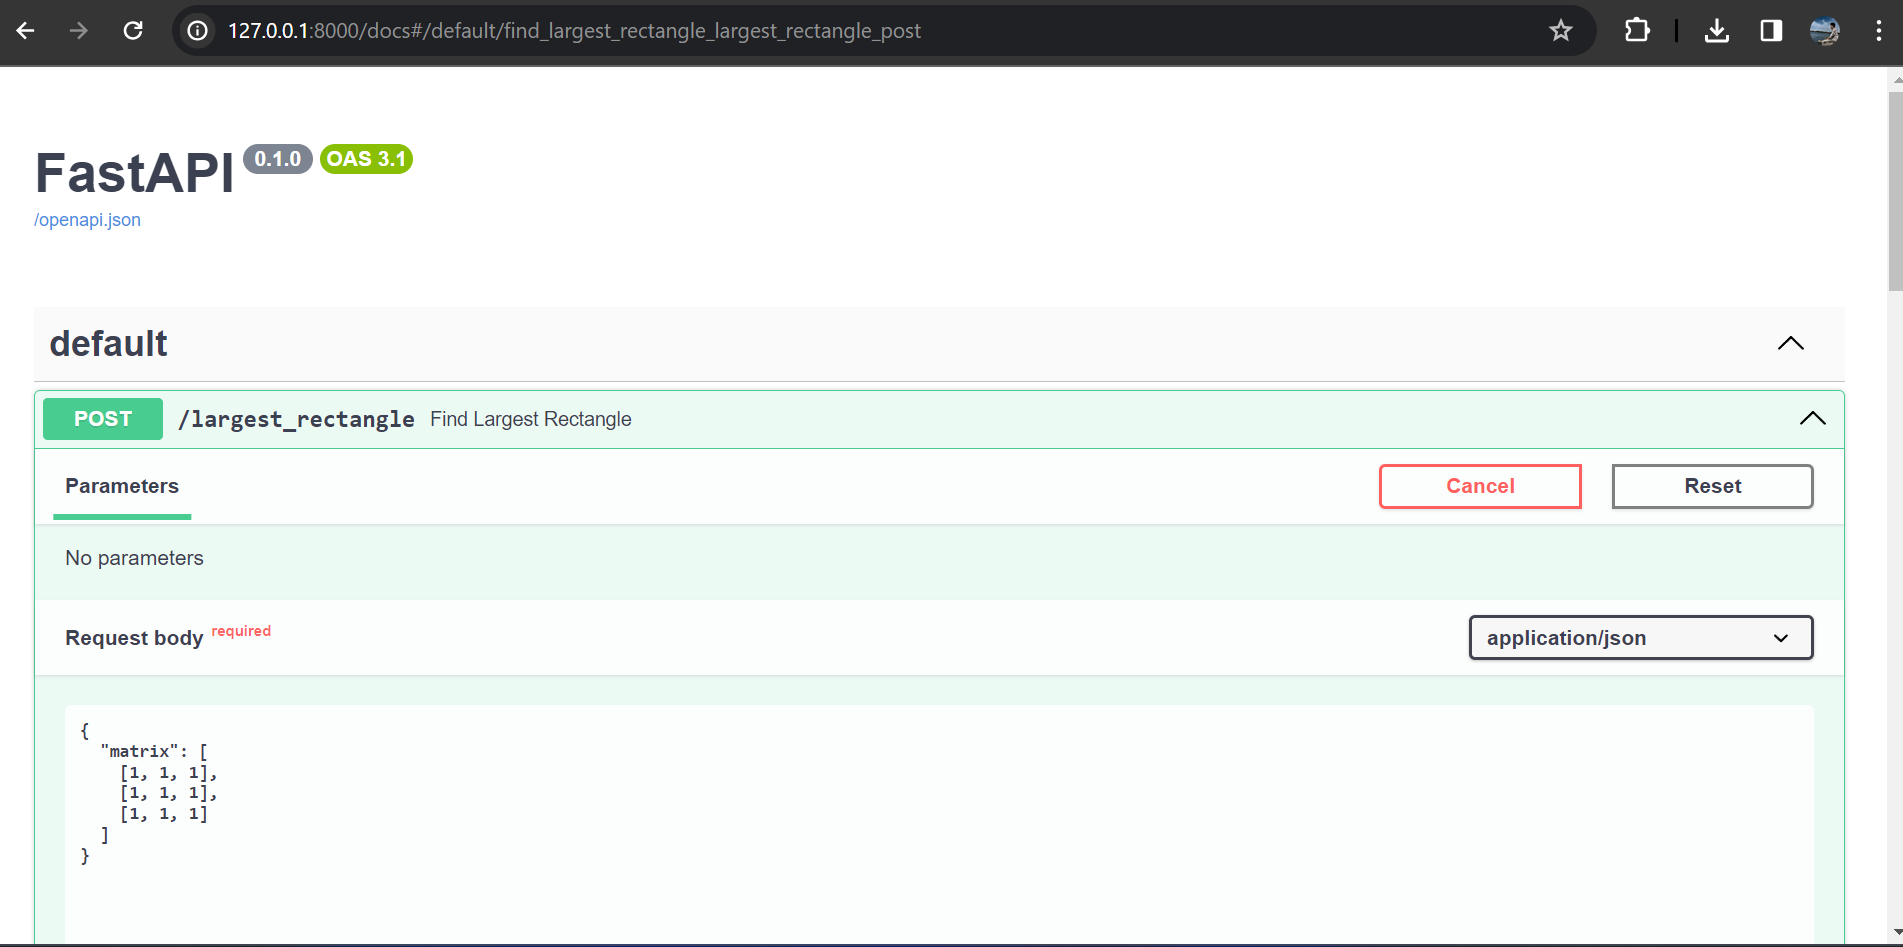 127.0.0.1:8000/docs#/default/find_largest_rectangle_largest_rectangle_post
FastAPI 0.1.0 OAS 3.1
/openapi.json
default
POST /largest_rectangle Find Largest Rectangle
Parameters Cancel Reset
No parameters
Request body required application/json
{
  "matrix": [
    [1, 1, 1],
    [1, 1, 1],
    [1, 1, 1]
  ]
}